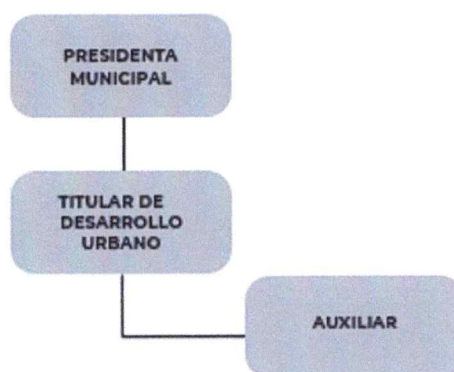 PRESIDENTA
MUNICIPAL
TITULAR DE
DESARROLLO
URBANO
AUXILIAR